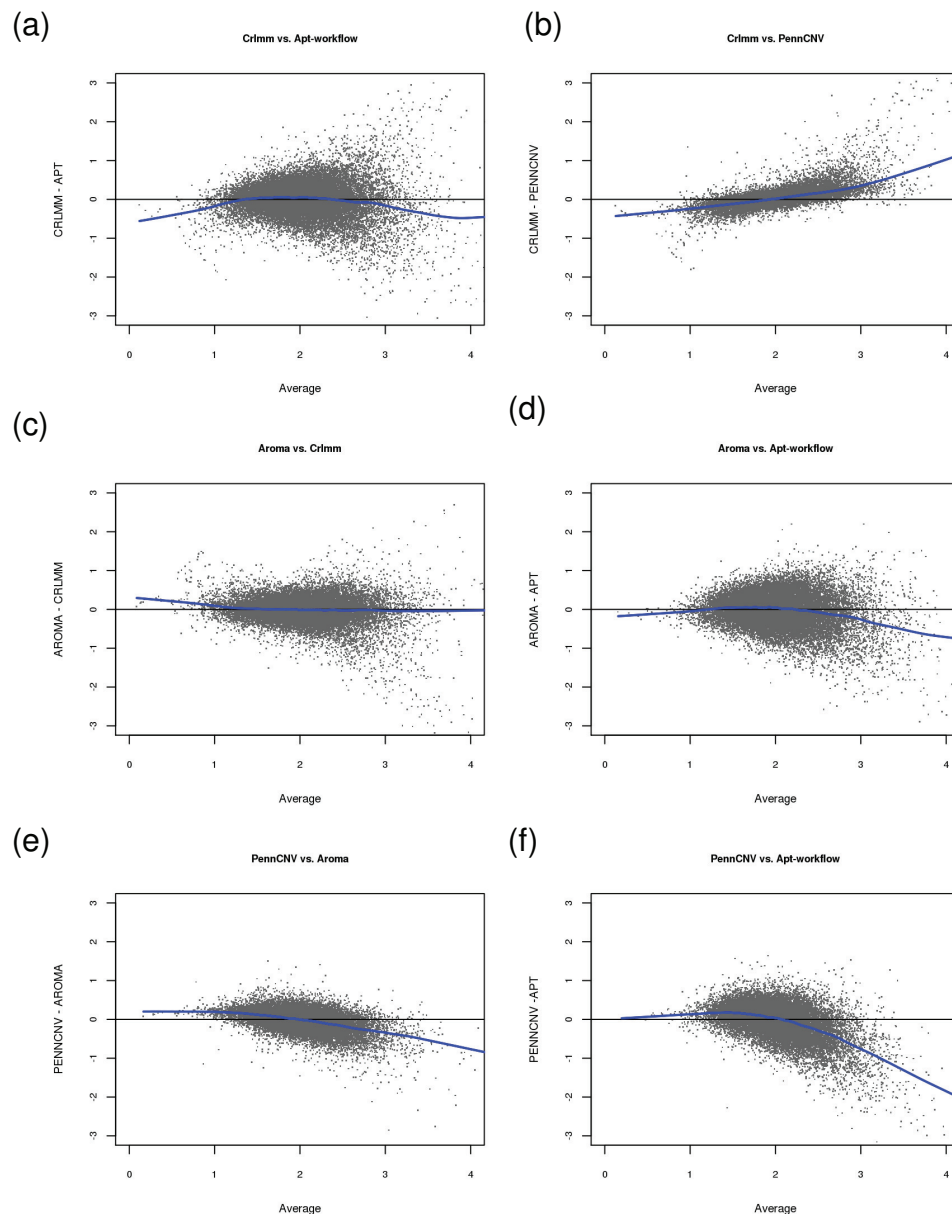 (a)
Crlmm vs. Apt-workflow
CRLMM - APT
3
2
1
0
-1
-2
-3
0 1 2 3 4
Average
(b)
Crlmm vs. PennCNV
CRLMM - PENNCNV
3
2
1
0
-1
-2
-3
0 1 2 3 4
Average
(c)
Aroma vs. Crlmm
AROMA - CRLMM
3
2
1
0
-1
-2
-3
0 1 2 3 4
Average
(d)
Aroma vs. Apt-workflow
AROMA - APT
3
2
1
0
-1
-2
-3
0 1 2 3 4
Average
(e)
PennCNV vs. Aroma
PENNCNV - AROMA
3
2
1
0
-1
-2
-3
0 1 2 3 4
Average
(f)
PennCNV vs. Apt-workflow
PENNCNV -APT
3
2
1
0
-1
-2
-3
0 1 2 3 4
Average